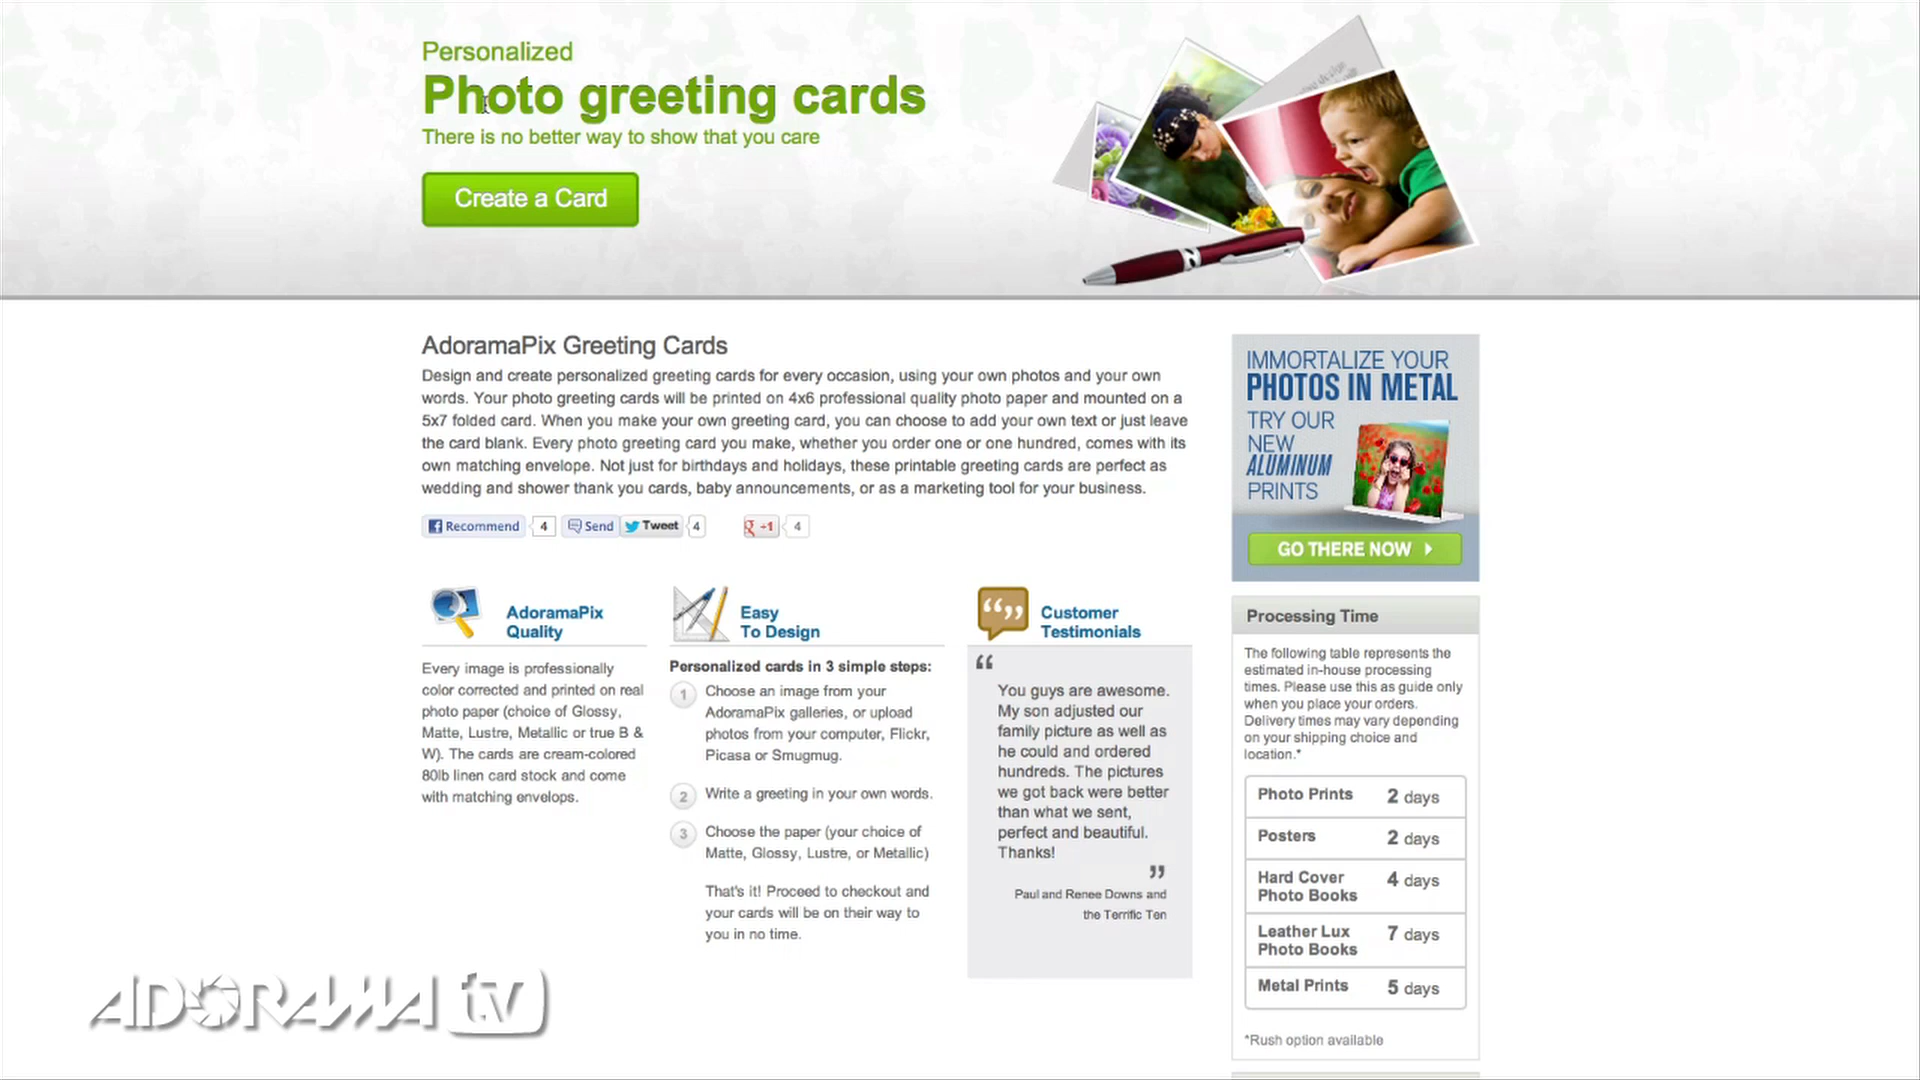 Personalized
Photo greeting cards
There is no better way to show that you care
Create a Card
AdoramaPix Greeting Cards
Design and create personalized greeting cards for every occasion, using your own photos and your own
words. Your photo greeting cards will be printed on 4x6 professional quality photo paper and mounted on a
5x7 folded card. When you make your own greeting card, you can choose to add your own text or just leave
the card blank. Every photo greeting card you make, whether you order one or one hundred, comes with its
own matching envelope. Not just for birthdays and holidays, these printable greeting cards are perfect as
wedding and shower thank you cards, baby announcements, or as a marketing tool for your business.
Recommend 4 Send Tweet 4 +1 4
AdoramaPix
Quality
Every image is professionally
color corrected and printed on real
photo paper (choice of Glossy,
Matte, Lustre, Metallic or true B &
W). The cards are cream-colored
80lb linen card stock and come
with matching envelops.
Easy
To Design
Personalized cards in 3 simple steps:
1 Choose an image from your
AdoramaPix galleries, or upload
photos from your computer, Flickr,
Picasa or Smugmug.
2 Write a greeting in your own words.
3 Choose the paper (your choice of
Matte, Glossy, Lustre, or Metallic)
That's it! Proceed to checkout and
your cards will be on their way to
you in no time.
Customer
Testimonials
“
You guys are awesome.
My son adjusted our
family picture as well as
he could and ordered
hundreds. The pictures
we got back were better
than what we sent,
perfect and beautiful.
Thanks!
”
Paul and Renee Downs and
the Terrific Ten
IMMORTALIZE YOUR
PHOTOS IN METAL
TRY OUR
NEW
ALUMINUM
PRINTS
GO THERE NOW
Processing Time
The following table represents the
estimated in-house processing
times. Please use this as guide only
when you place your orders.
Delivery times may vary depending
on your shipping choice and
location.*
Photo Prints 2 days
Posters 2 days
Hard Cover
Photo Books 4 days
Leather Lux
Photo Books 7 days
Metal Prints 5 days
*Rush option available
ADORAMA tv